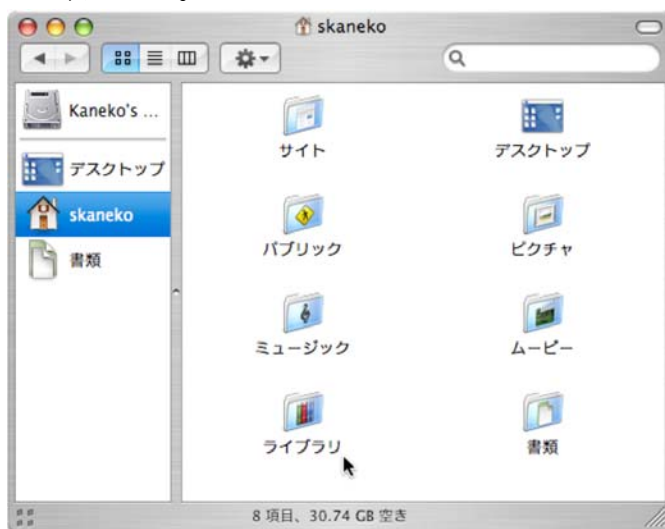 skaneko
Kaneko's ...
デスクトップ
skaneko
書類
サイト
デスクトップ
パブリック
ピクチャ
ミュージック
ムービー
ライブラリ
書類
8 項目、30.74 GB 空き